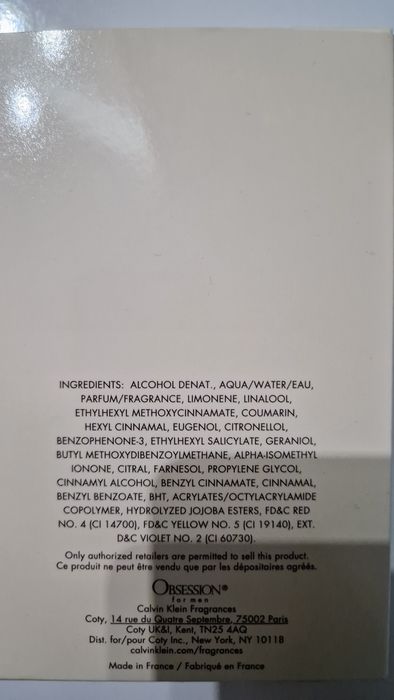 INGREDIENTS: ALCOHOL DENAT., AQUA/WATER/EAU,
PARFUM/FRAGRANCE, LIMONENE, LINALOOL,
ETHYLHEXYL METHOXYCINNAMATE, COUMARIN,
HEXYL CINNAMAL, EUGENOL, CITRONELLOL,
BENZOPHENONE-3, ETHYLHEXYL SALICYLATE, GERANIOL,
BUTYL METHOXYDIBENZOYLMETHANE, ALPHA-ISOMETHYL
IONONE, CITRAL, FARNESOL, PROPYLENE GLYCOL,
CINNAMYL ALCOHOL, BENZYL CINNAMATE, CINNAMAL,
BENZYL BENZOATE, BHT, ACRYLATES/OCTYLACRYLAMIDE
COPOLYMER, HYDROLYZED JOJOBA ESTERS, FD&C RED
NO. 4 (CI 14700), FD&C YELLOW NO. 5 (CI 19140), EXT.
D&C VIOLET NO. 2 (CI 60730).
Only authorized retailers are permitted to sell this product.
Ce produit ne peut être vendu que par les dépositaires agréés.
OBSESSION®
for men
Calvin Klein Fragrances
Coty, 14 rue du Quatre Septembre, 75002 Paris
Coty UK&I, Kent, TN25 4AQ
Dist. for/pour Coty Inc., New York, NY 10118
calvinklein.com/fragrances
Made in France / Fabriqué en France